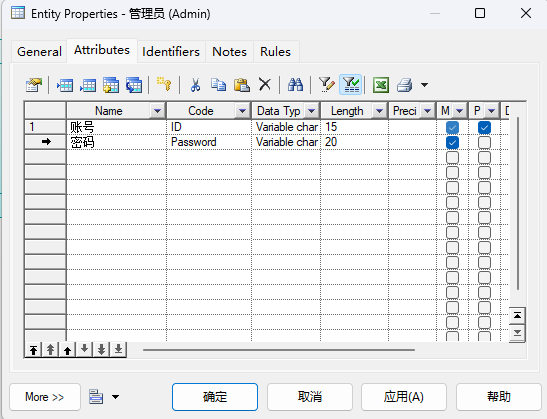 Entity Properties - 管理员 (Admin)
General Attributes Identifiers Notes Rules
Name Code Data Typ Length Preci M P D
1 账号 ID Variable char 15
密码 Password Variable char 20
More >> 确定 取消 应用(A) 帮助